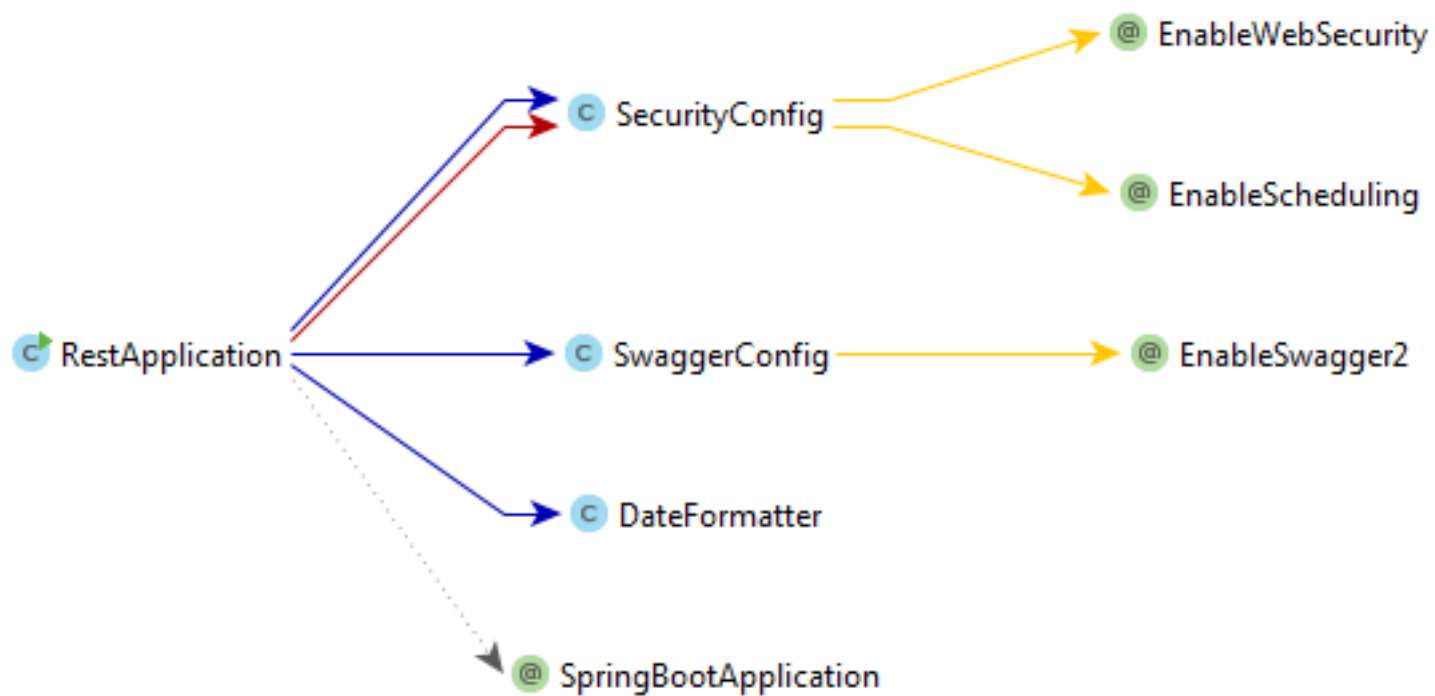 @ EnableWebSecurity
C SecurityConfig
@ EnableScheduling
C RestApplication
C SwaggerConfig
@ EnableSwagger2
C DateFormatter
@ SpringBootApplication